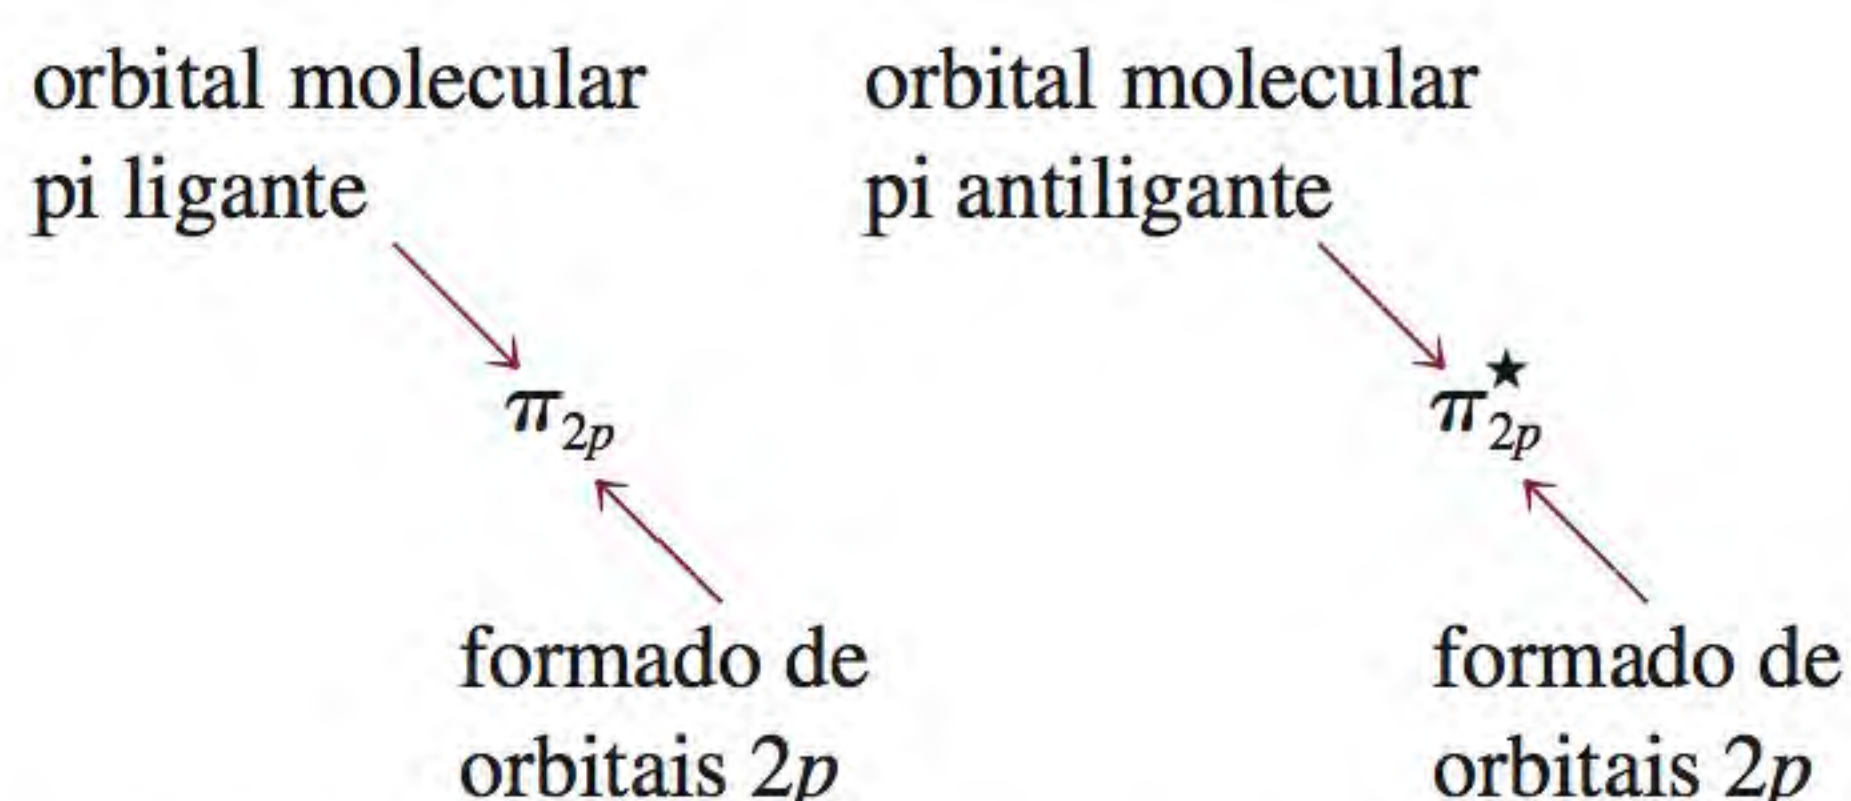 orbital molecular
pi ligante
π2p
formado de
orbitais 2p
orbital molecular
pi antiligante
π★2p
formado de
orbitais 2p